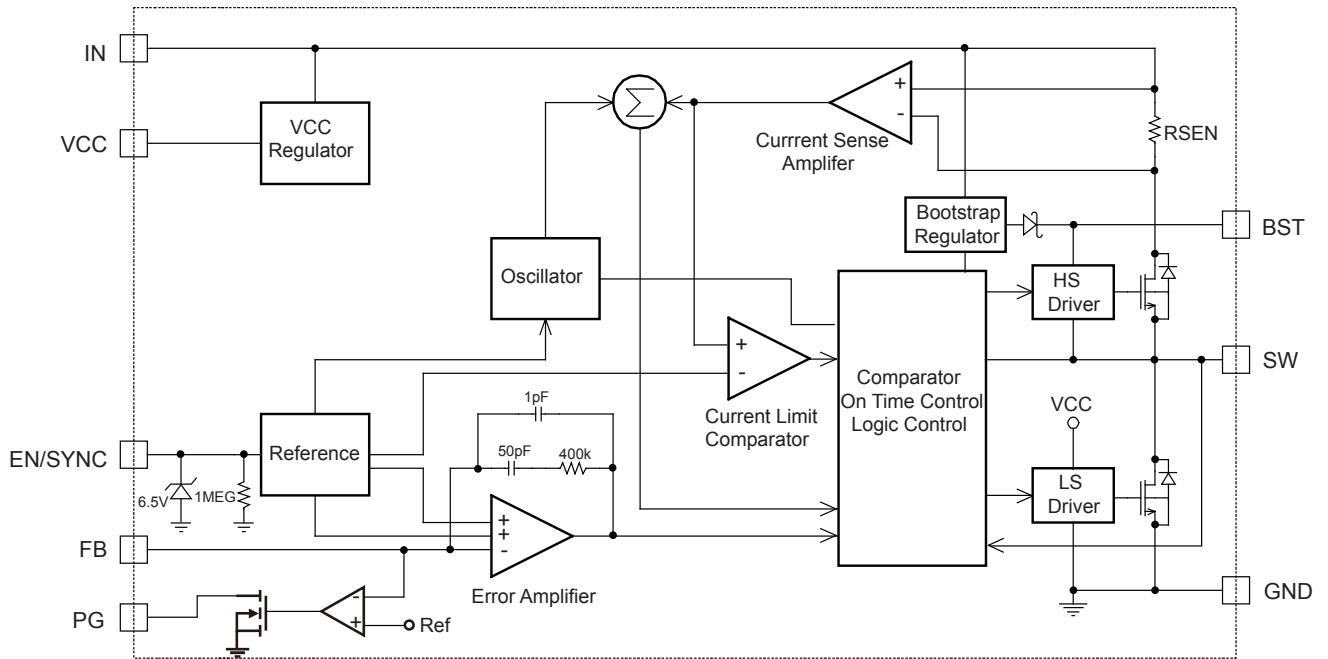 IN
VCC
VCC
Regulator
Σ
+
-
Currrent Sense
Amplifer
RSEN
Bootstrap
Regulator
BST
Oscillator
HS
Driver
SW
+
-
Current Limit
Comparator
Comparator
On Time Control
Logic Control
VCC
1pF
50pF
400k
EN/SYNC
Reference
6.5V
1MEG
LS
Driver
FB
+
+
-
Error Amplifier
PG
-
+
Ref
GND